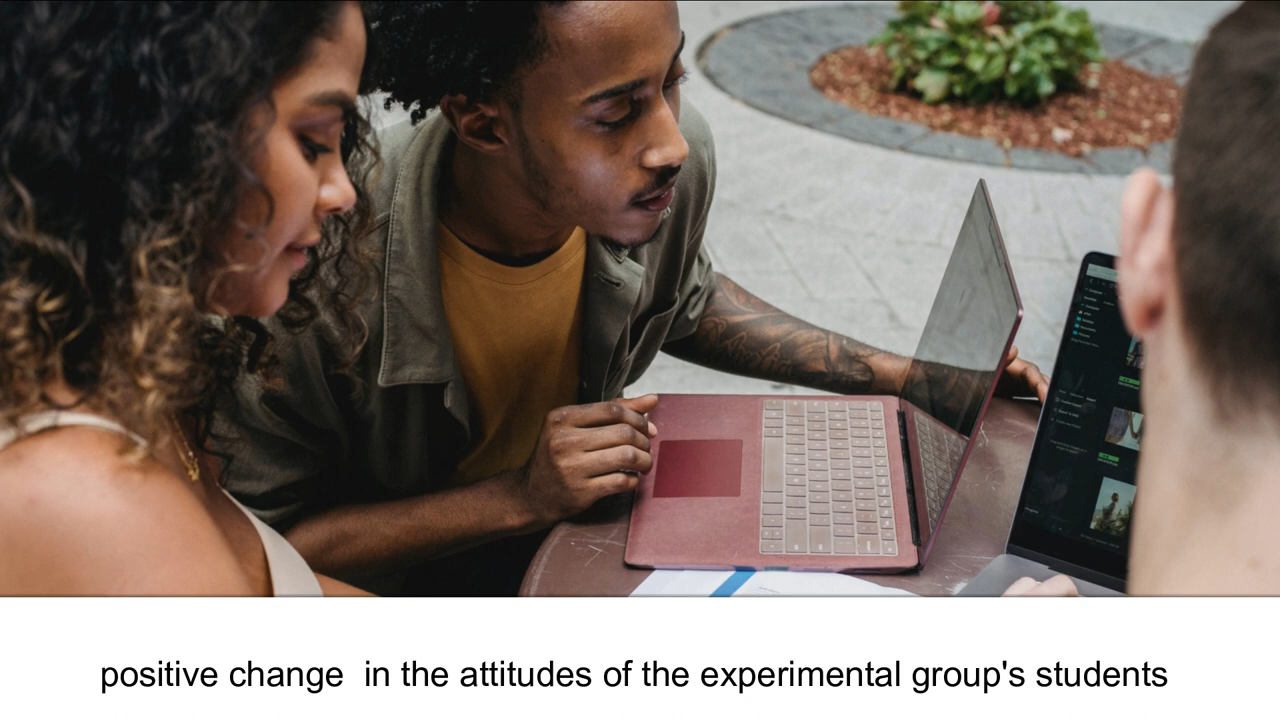 positive change  in the attitudes of the experimental group's students